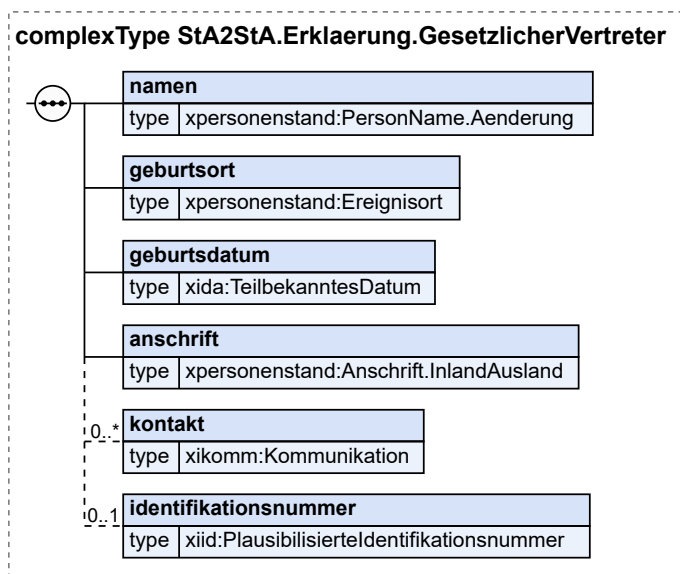 complexType StA2StA.Erklaerung.GesetzlicherVertreter
namen
type xpersonenstand:PersonName.Aenderung
geburtsort
type xpersonenstand:Ereignisort
geburtsdatum
type xida:TeilbekanntesDatum
anschrift
type xpersonenstand:Anschrift.InlandAusland
0..* kontakt
type xikomm:Kommunikation
0..1 identifikationsnummer
type xiid:PlausibilisierteIdentifikationsnummer